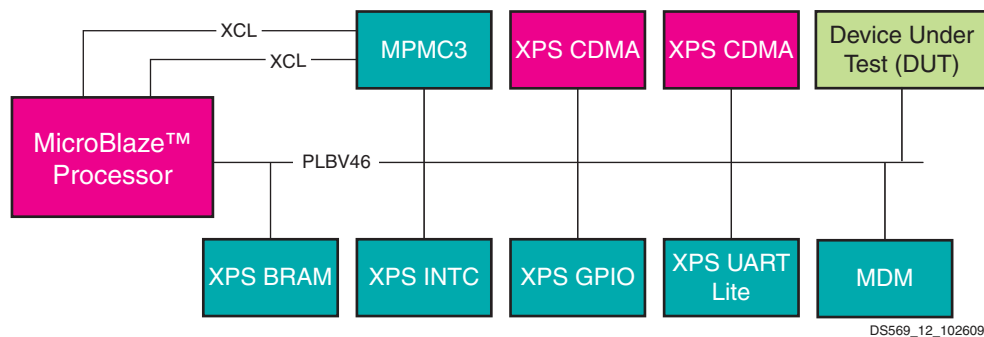 XCL
XCL
MPMC3
XPS CDMA
XPS CDMA
Device Under
Test (DUT)
MicroBlaze™
Processor
PLBV46
XPS BRAM
XPS INTC
XPS GPIO
XPS UART
Lite
MDM
DS569_12_102609